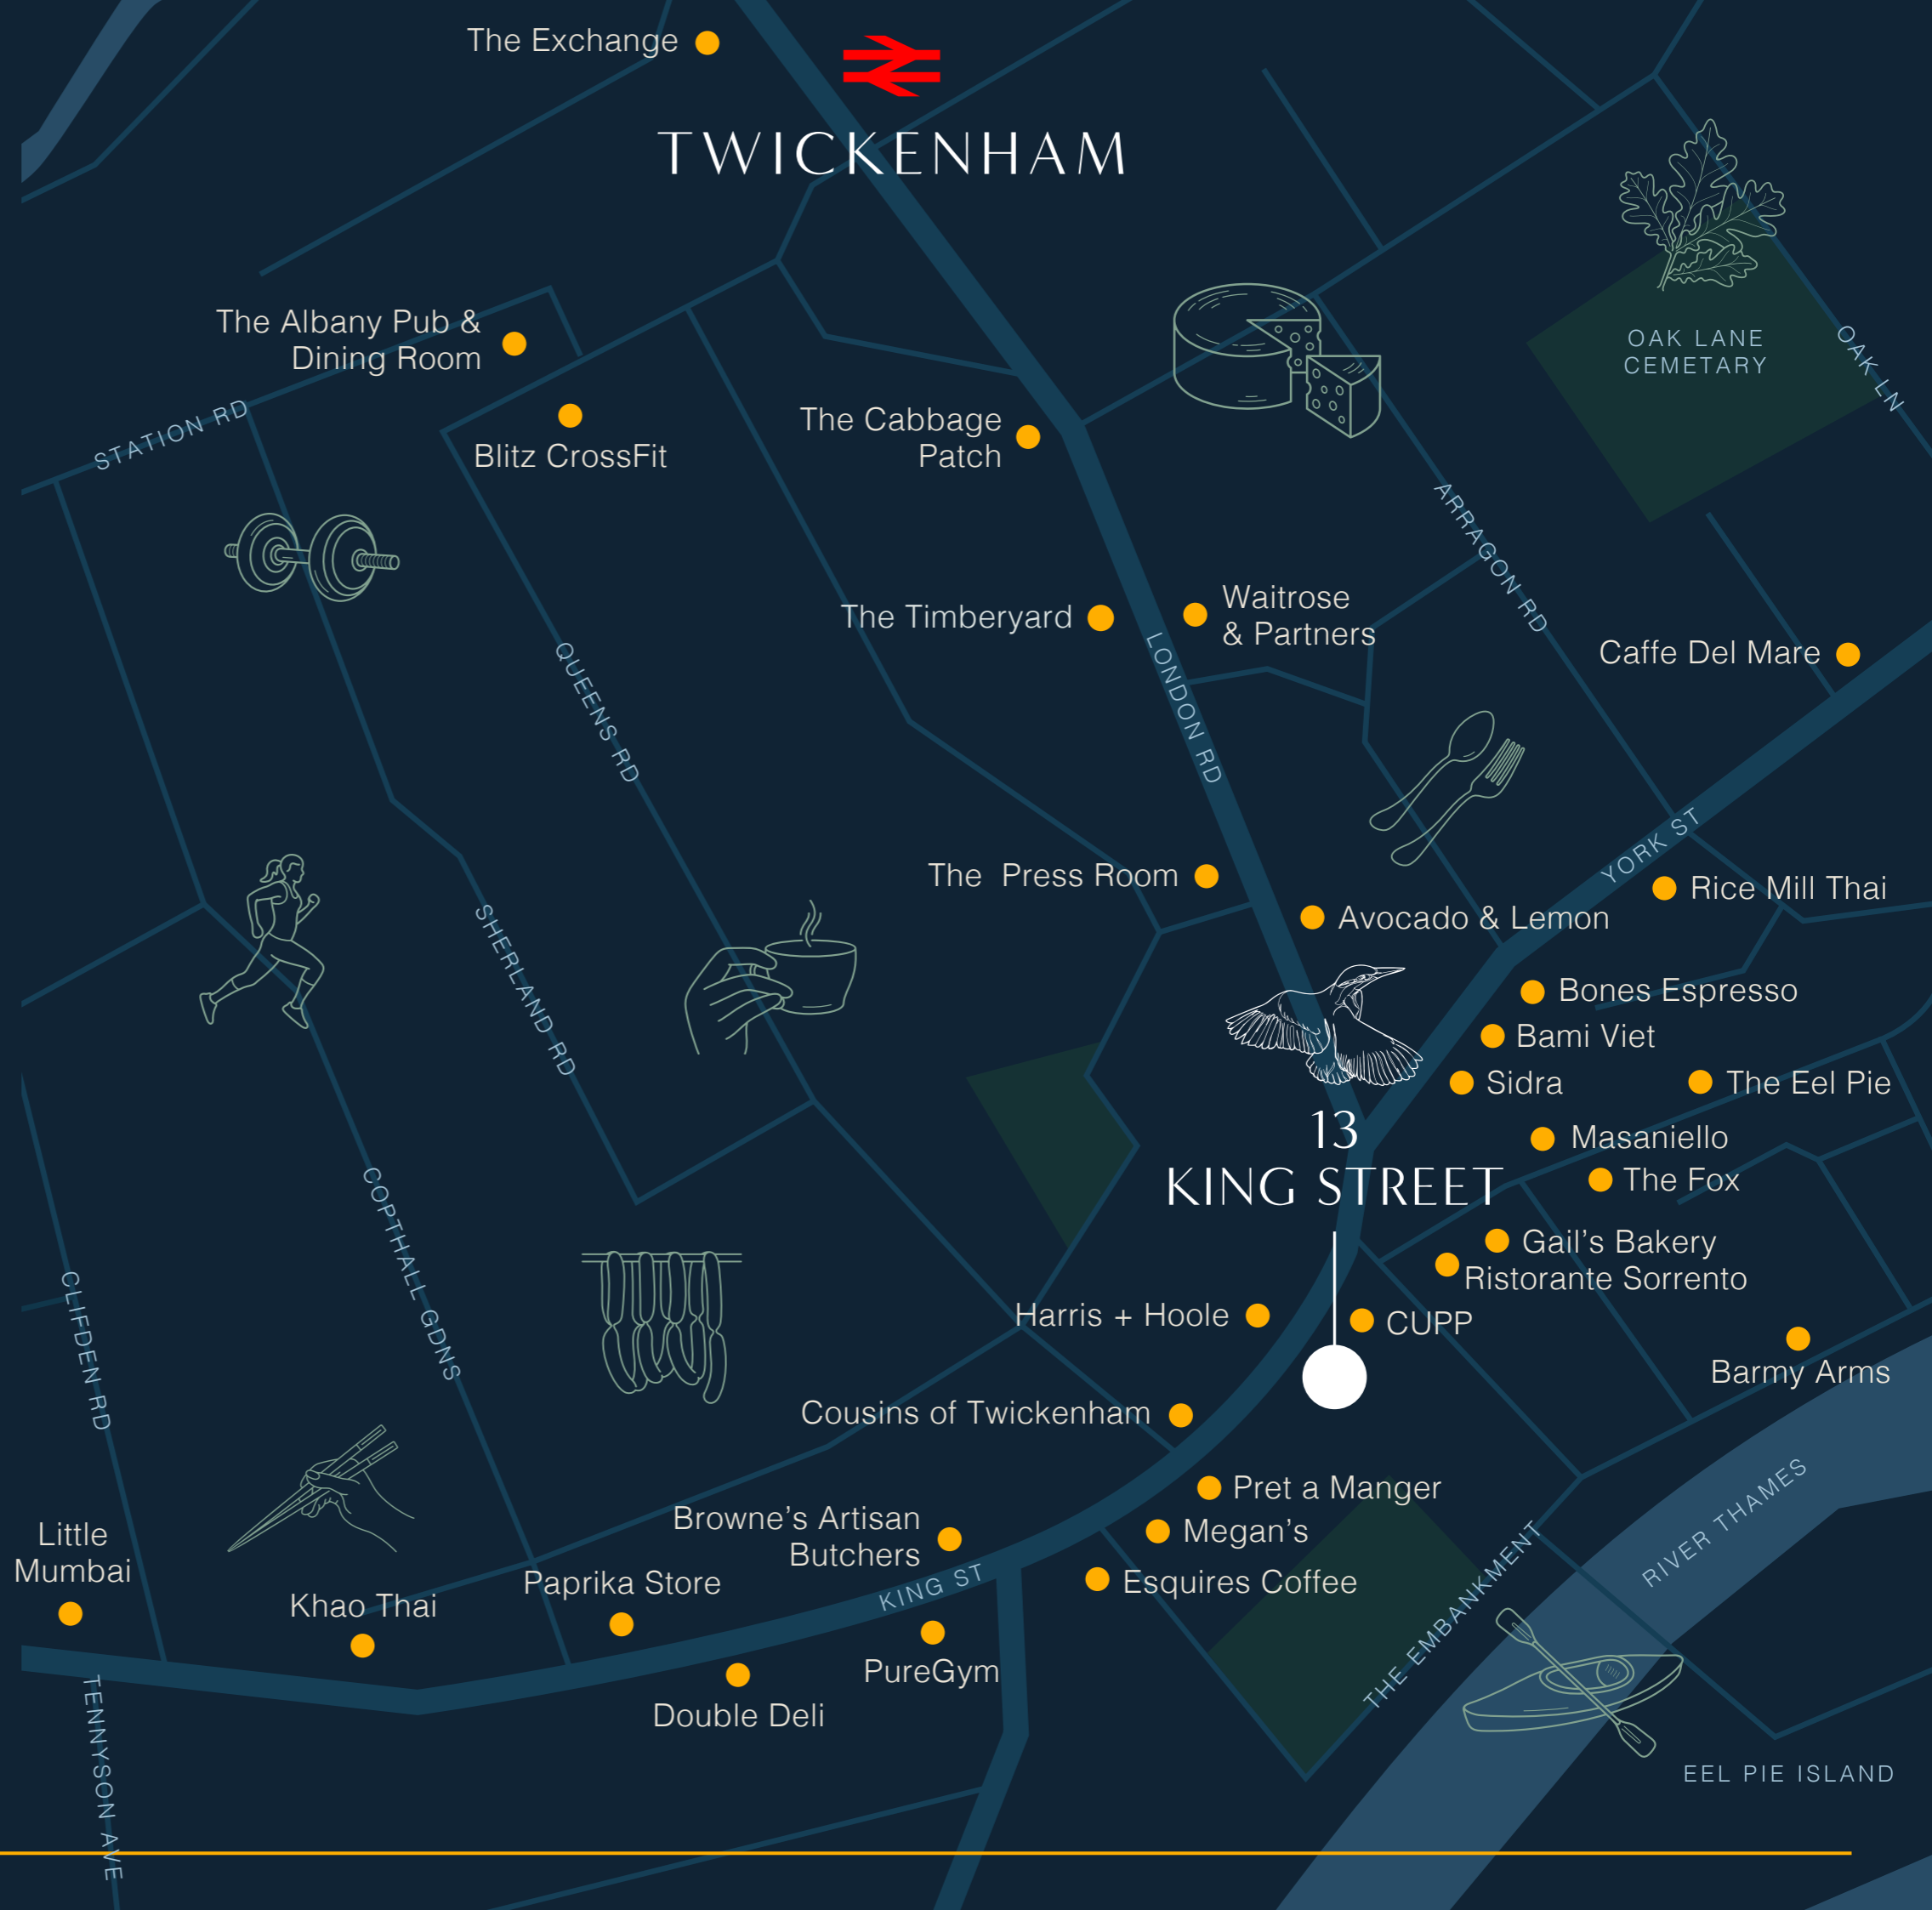 The Exchange
TWICKENHAM
The Albany Pub &
Dining Room
OAK LANE
CEMETARY
OAK LN
STATION RD
Blitz CrossFit
The Cabbage
Patch
ARRAGON RD
The Timberyard
Waitrose
& Partners
QUEENS RD
LONDON RD
Caffe Del Mare
YORK ST
The Press Room
Rice Mill Thai
Avocado & Lemon
SHERLAND RD
Bones Espresso
Bami Viet
Sidra
The Eel Pie
13
KING STREET
Masaniello
The Fox
COPTHALL GDNS
Gail's Bakery
Ristorante Sorrento
CLIFDEN RD
Harris + Hoole
CUPP
Barmy Arms
Cousins of Twickenham
Pret a Manger
Megan's
Esquires Coffee
RIVER THAMES
THE EMBANKMENT
Browne's Artisan
Butchers
KING ST
Little
Mumbai
Khao Thai
Paprika Store
PureGym
Double Deli
TENNYSON AVE
EEL PIE ISLAND